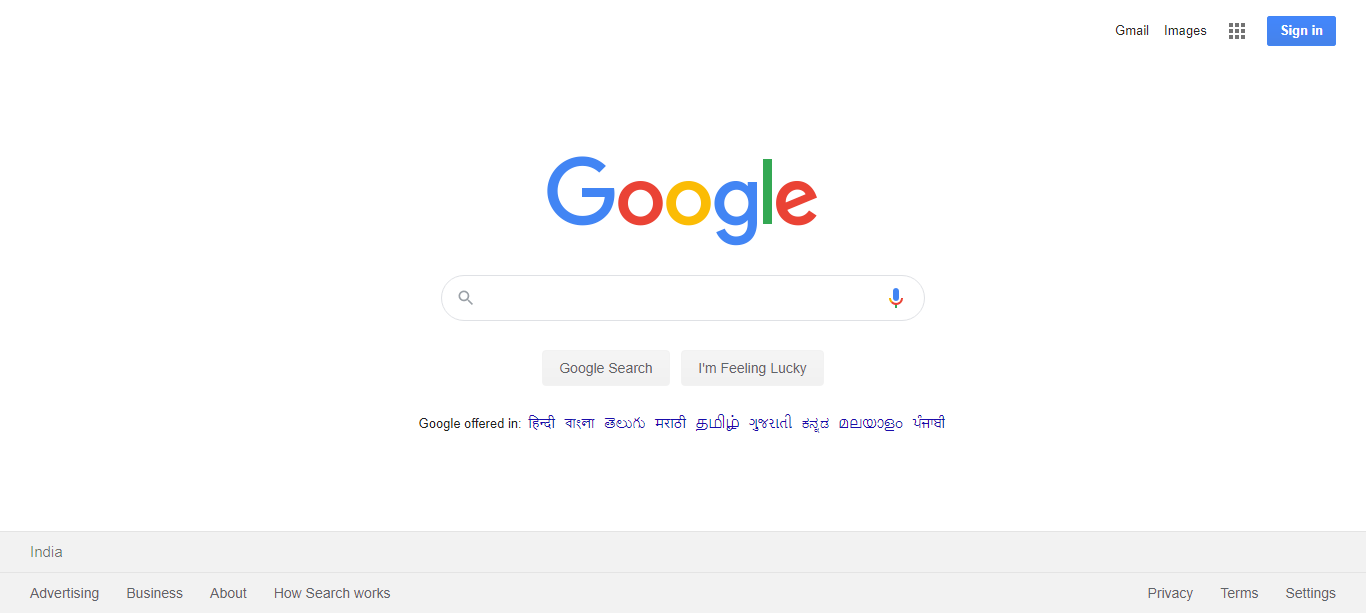 Gmail Images Sign in
Google
Google Search I'm Feeling Lucky
Google offered in: हिन्दी বাংলা తెలుగు मराठी தமிழ் ગુજરાતી ಕನ್ನಡ മലയാളം ਪੰਜਾਬੀ
India
Advertising Business About How Search works Privacy Terms Settings